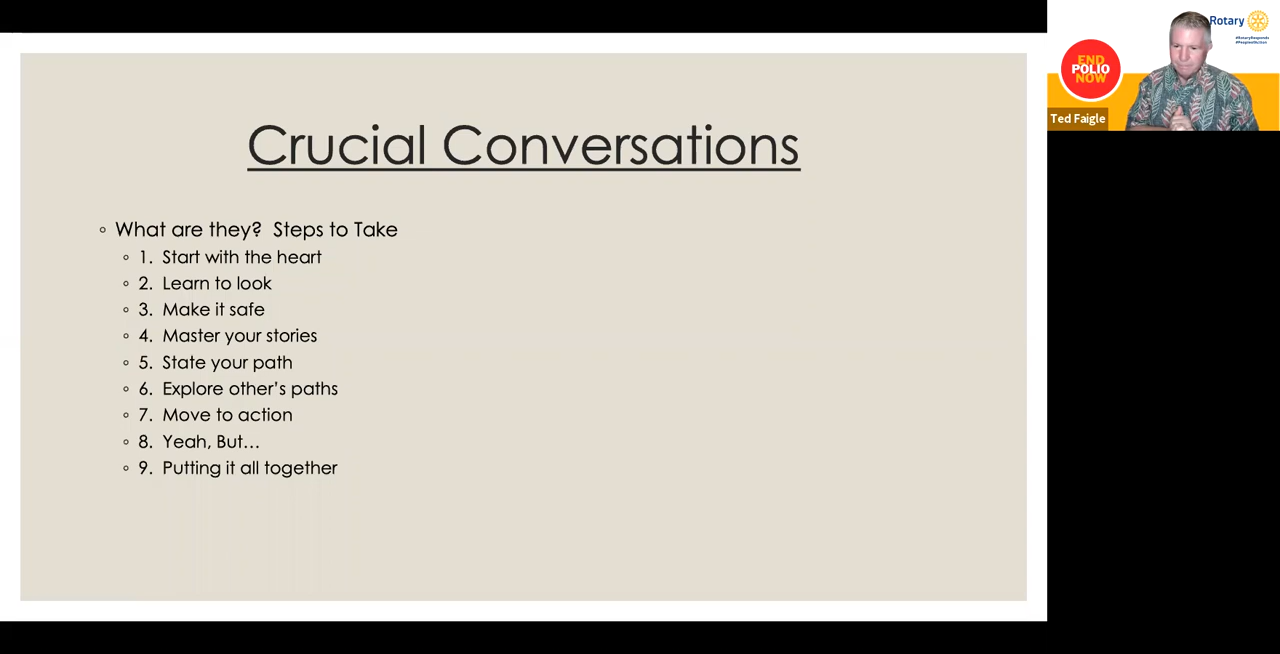 Crucial Conversations
◦ What are they?  Steps to Take
◦ 1.  Start with the heart
◦ 2.  Learn to look
◦ 3.  Make it safe
◦ 4.  Master your stories
◦ 5.  State your path
◦ 6.  Explore other’s paths
◦ 7.  Move to action
◦ 8.  Yeah, But…
◦ 9.  Putting it all together
Rotary
#RotaryResponds
#PeopleofAction
END
POLIO
NOW
Ted Faigle